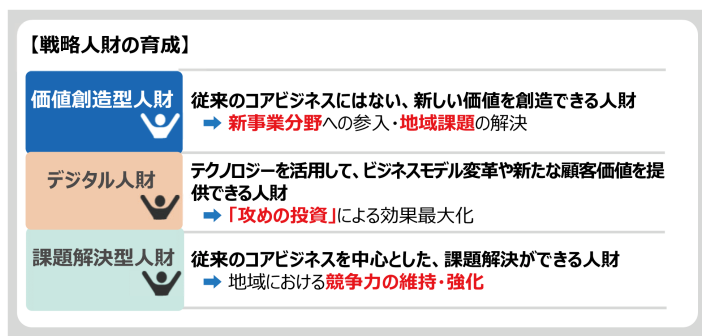 【戦略人財の育成】
価値創造型人財
従来のコアビジネスにはない、新しい価値を創造できる人財
➡ 新事業分野への参入・地域課題の解決
デジタル人財
テクノロジーを活用して、ビジネスモデル変革や新たな顧客価値を提
供できる人財
➡ 「攻めの投資」による効果最大化
課題解決型人財
従来のコアビジネスを中心とした、課題解決ができる人財
➡ 地域における競争力の維持・強化